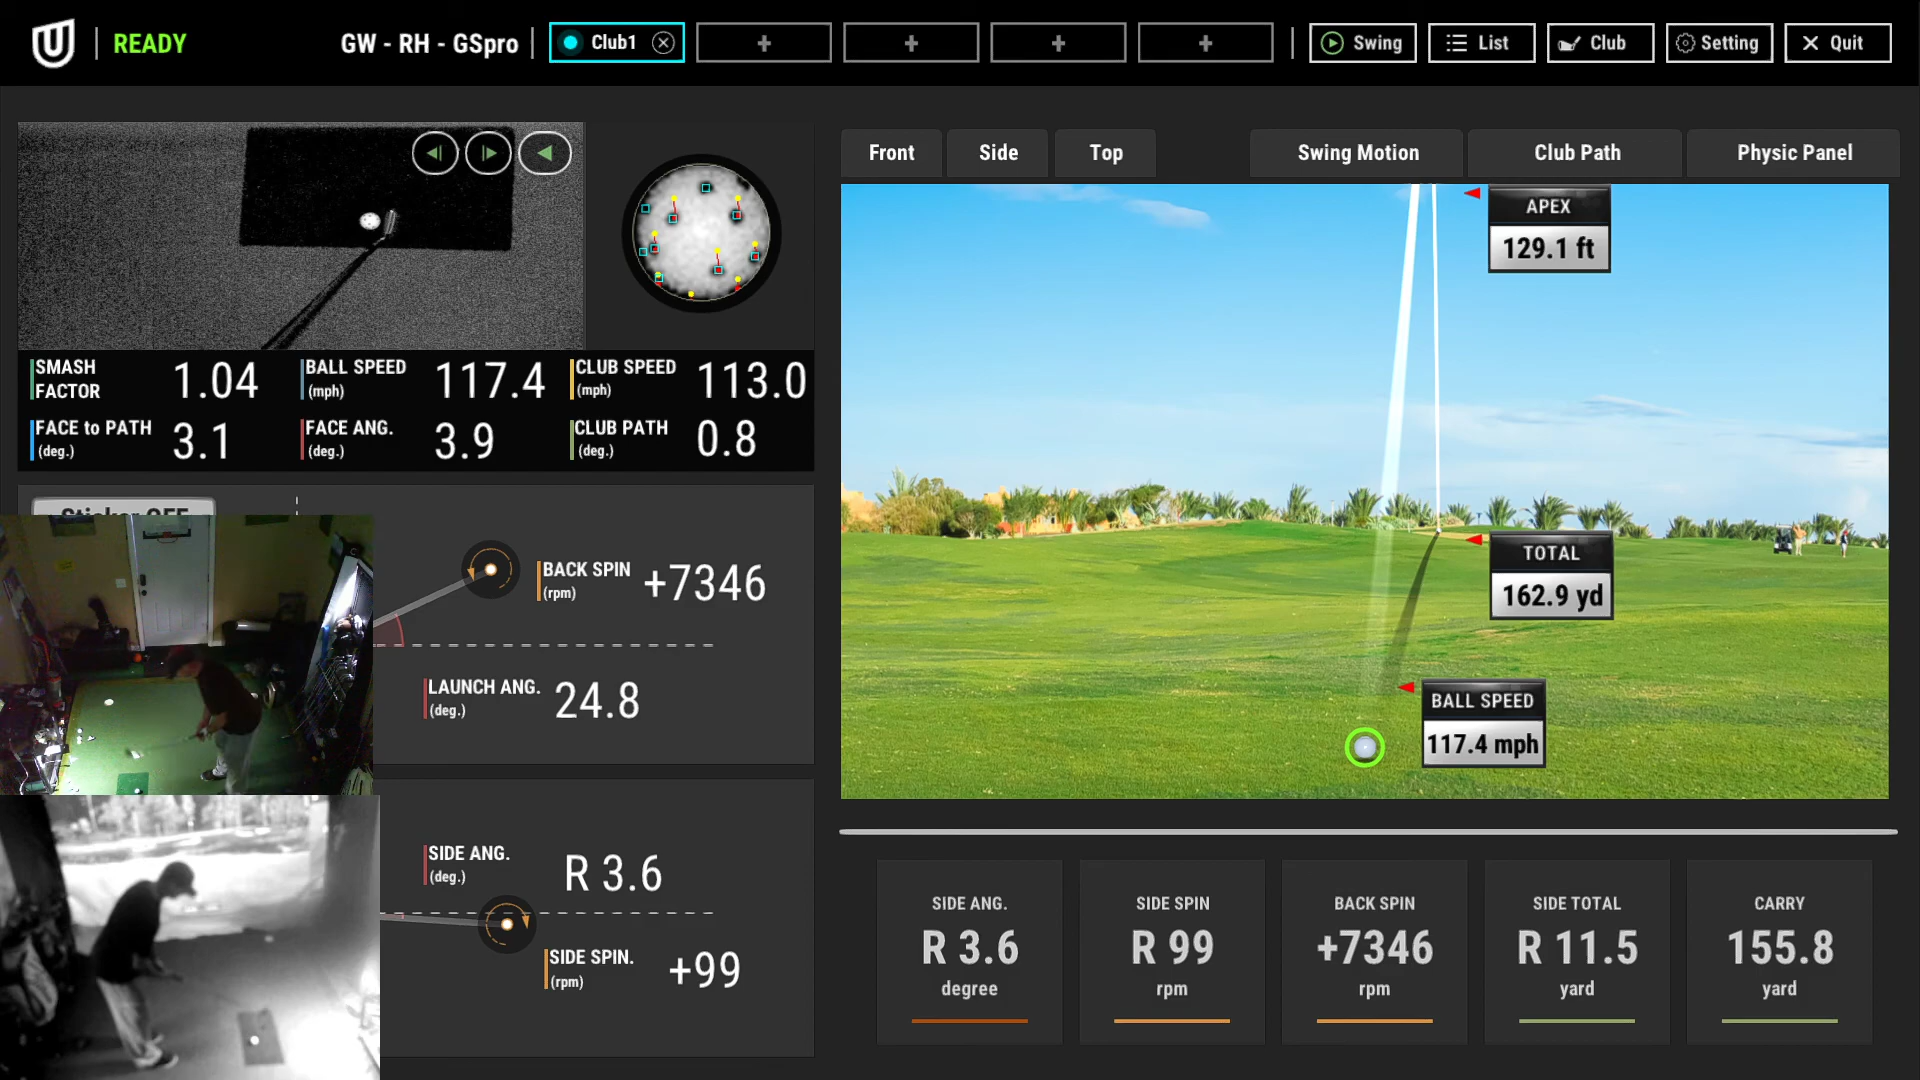 READY
GW - RH - GSpro
Club1
Swing
List
Club
Setting
Quit
Front
Side
Top
Swing Motion
Club Path
Physic Panel
SMASH FACTOR
1.04
BALL SPEED (mph)
117.4
CLUB SPEED (mph)
113.0
FACE to PATH (deg.)
3.1
FACE ANG. (deg.)
3.9
CLUB PATH (deg.)
0.8
APEX
129.1 ft
TOTAL
162.9 yd
BALL SPEED
117.4 mph
BACK SPIN (rpm)
+7346
LAUNCH ANG. (deg.)
24.8
SIDE ANG. (deg.)
R 3.6
SIDE SPIN. (rpm)
+99
SIDE ANG.
R 3.6
degree
SIDE SPIN
R 99
rpm
BACK SPIN
+7346
rpm
SIDE TOTAL
R 11.5
yard
CARRY
155.8
yard